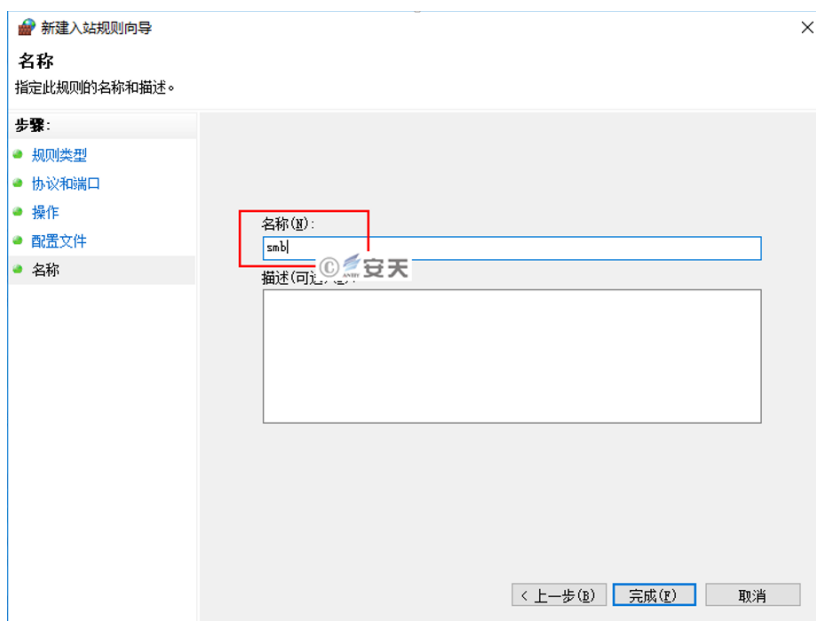 新建入站规则向导
名称
指定此规则的名称和描述。
步骤:
规则类型
协议和端口
操作
配置文件
名称
名称(N):
smb
© ANTIY 安天
描述(可选
< 上一步(B)
完成(F)
取消